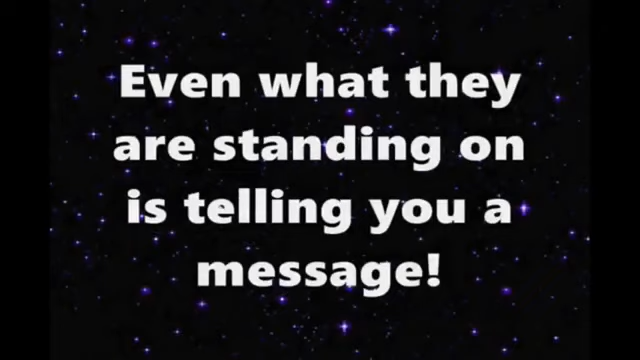 Even what they
are standing on
is telling you a
message!